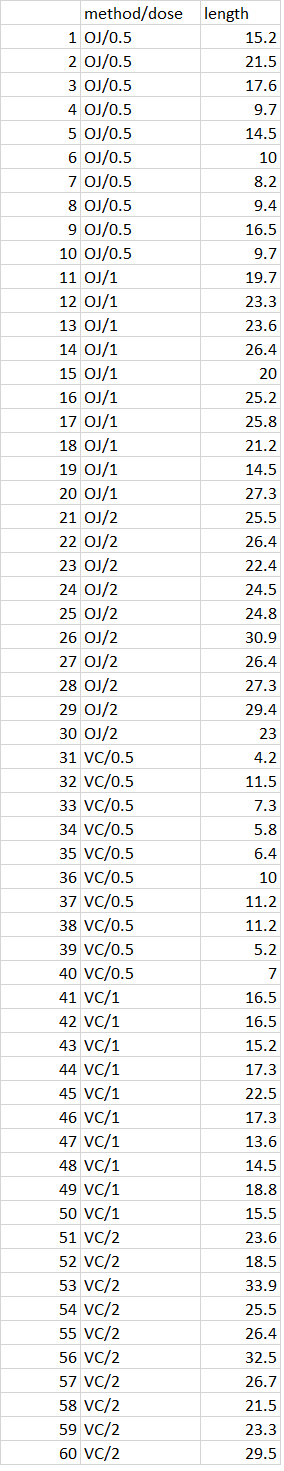 method/dose length
1 OJ/0.5 15.2
2 OJ/0.5 21.5
3 OJ/0.5 17.6
4 OJ/0.5 9.7
5 OJ/0.5 14.5
6 OJ/0.5 10
7 OJ/0.5 8.2
8 OJ/0.5 9.4
9 OJ/0.5 16.5
10 OJ/0.5 9.7
11 OJ/1 19.7
12 OJ/1 23.3
13 OJ/1 23.6
14 OJ/1 26.4
15 OJ/1 20
16 OJ/1 25.2
17 OJ/1 25.8
18 OJ/1 21.2
19 OJ/1 14.5
20 OJ/1 27.3
21 OJ/2 25.5
22 OJ/2 26.4
23 OJ/2 22.4
24 OJ/2 24.5
25 OJ/2 24.8
26 OJ/2 30.9
27 OJ/2 26.4
28 OJ/2 27.3
29 OJ/2 29.4
30 OJ/2 23
31 VC/0.5 4.2
32 VC/0.5 11.5
33 VC/0.5 7.3
34 VC/0.5 5.8
35 VC/0.5 6.4
36 VC/0.5 10
37 VC/0.5 11.2
38 VC/0.5 11.2
39 VC/0.5 5.2
40 VC/0.5 7
41 VC/1 16.5
42 VC/1 16.5
43 VC/1 15.2
44 VC/1 17.3
45 VC/1 22.5
46 VC/1 17.3
47 VC/1 13.6
48 VC/1 14.5
49 VC/1 18.8
50 VC/1 15.5
51 VC/2 23.6
52 VC/2 18.5
53 VC/2 33.9
54 VC/2 25.5
55 VC/2 26.4
56 VC/2 32.5
57 VC/2 26.7
58 VC/2 21.5
59 VC/2 23.3
60 VC/2 29.5